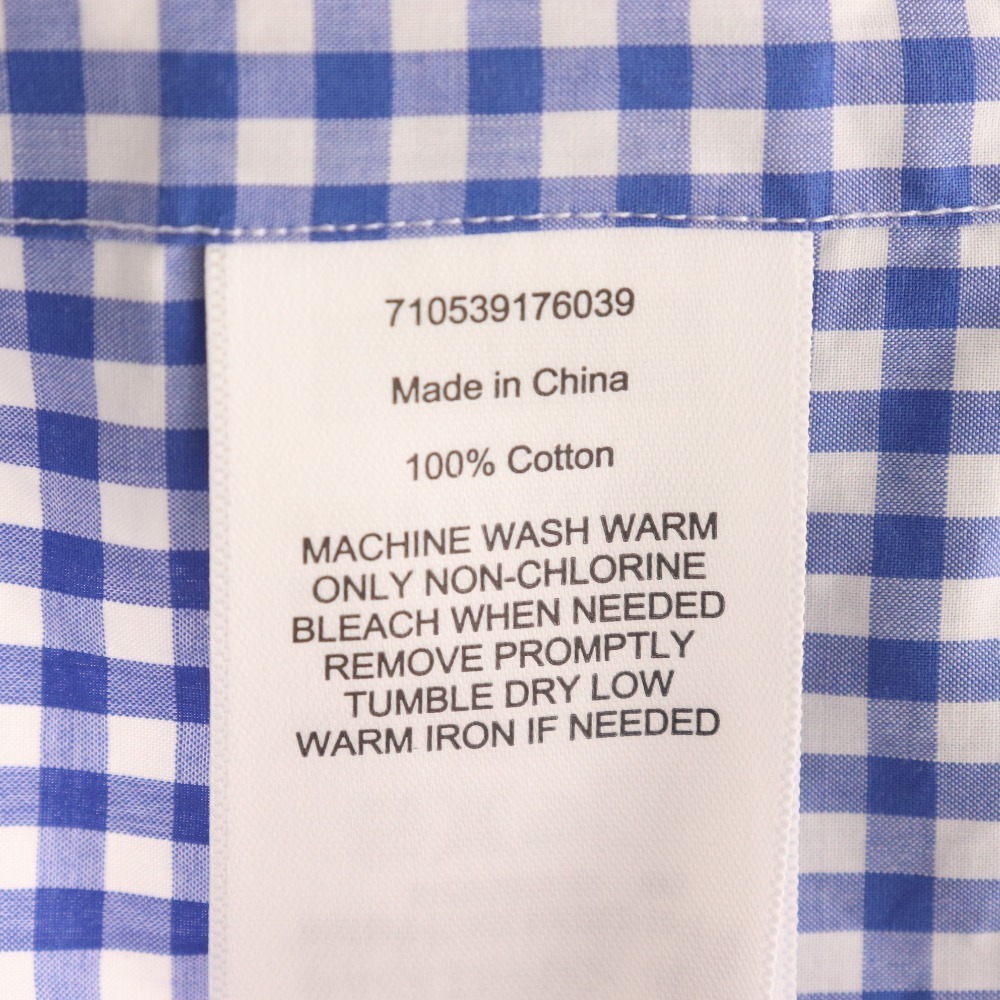 710539176039
Made in China
100% Cotton
MACHINE WASH WARM
ONLY NON-CHLORINE
BLEACH WHEN NEEDED
REMOVE PROMPTLY
TUMBLE DRY LOW
WARM IRON IF NEEDED